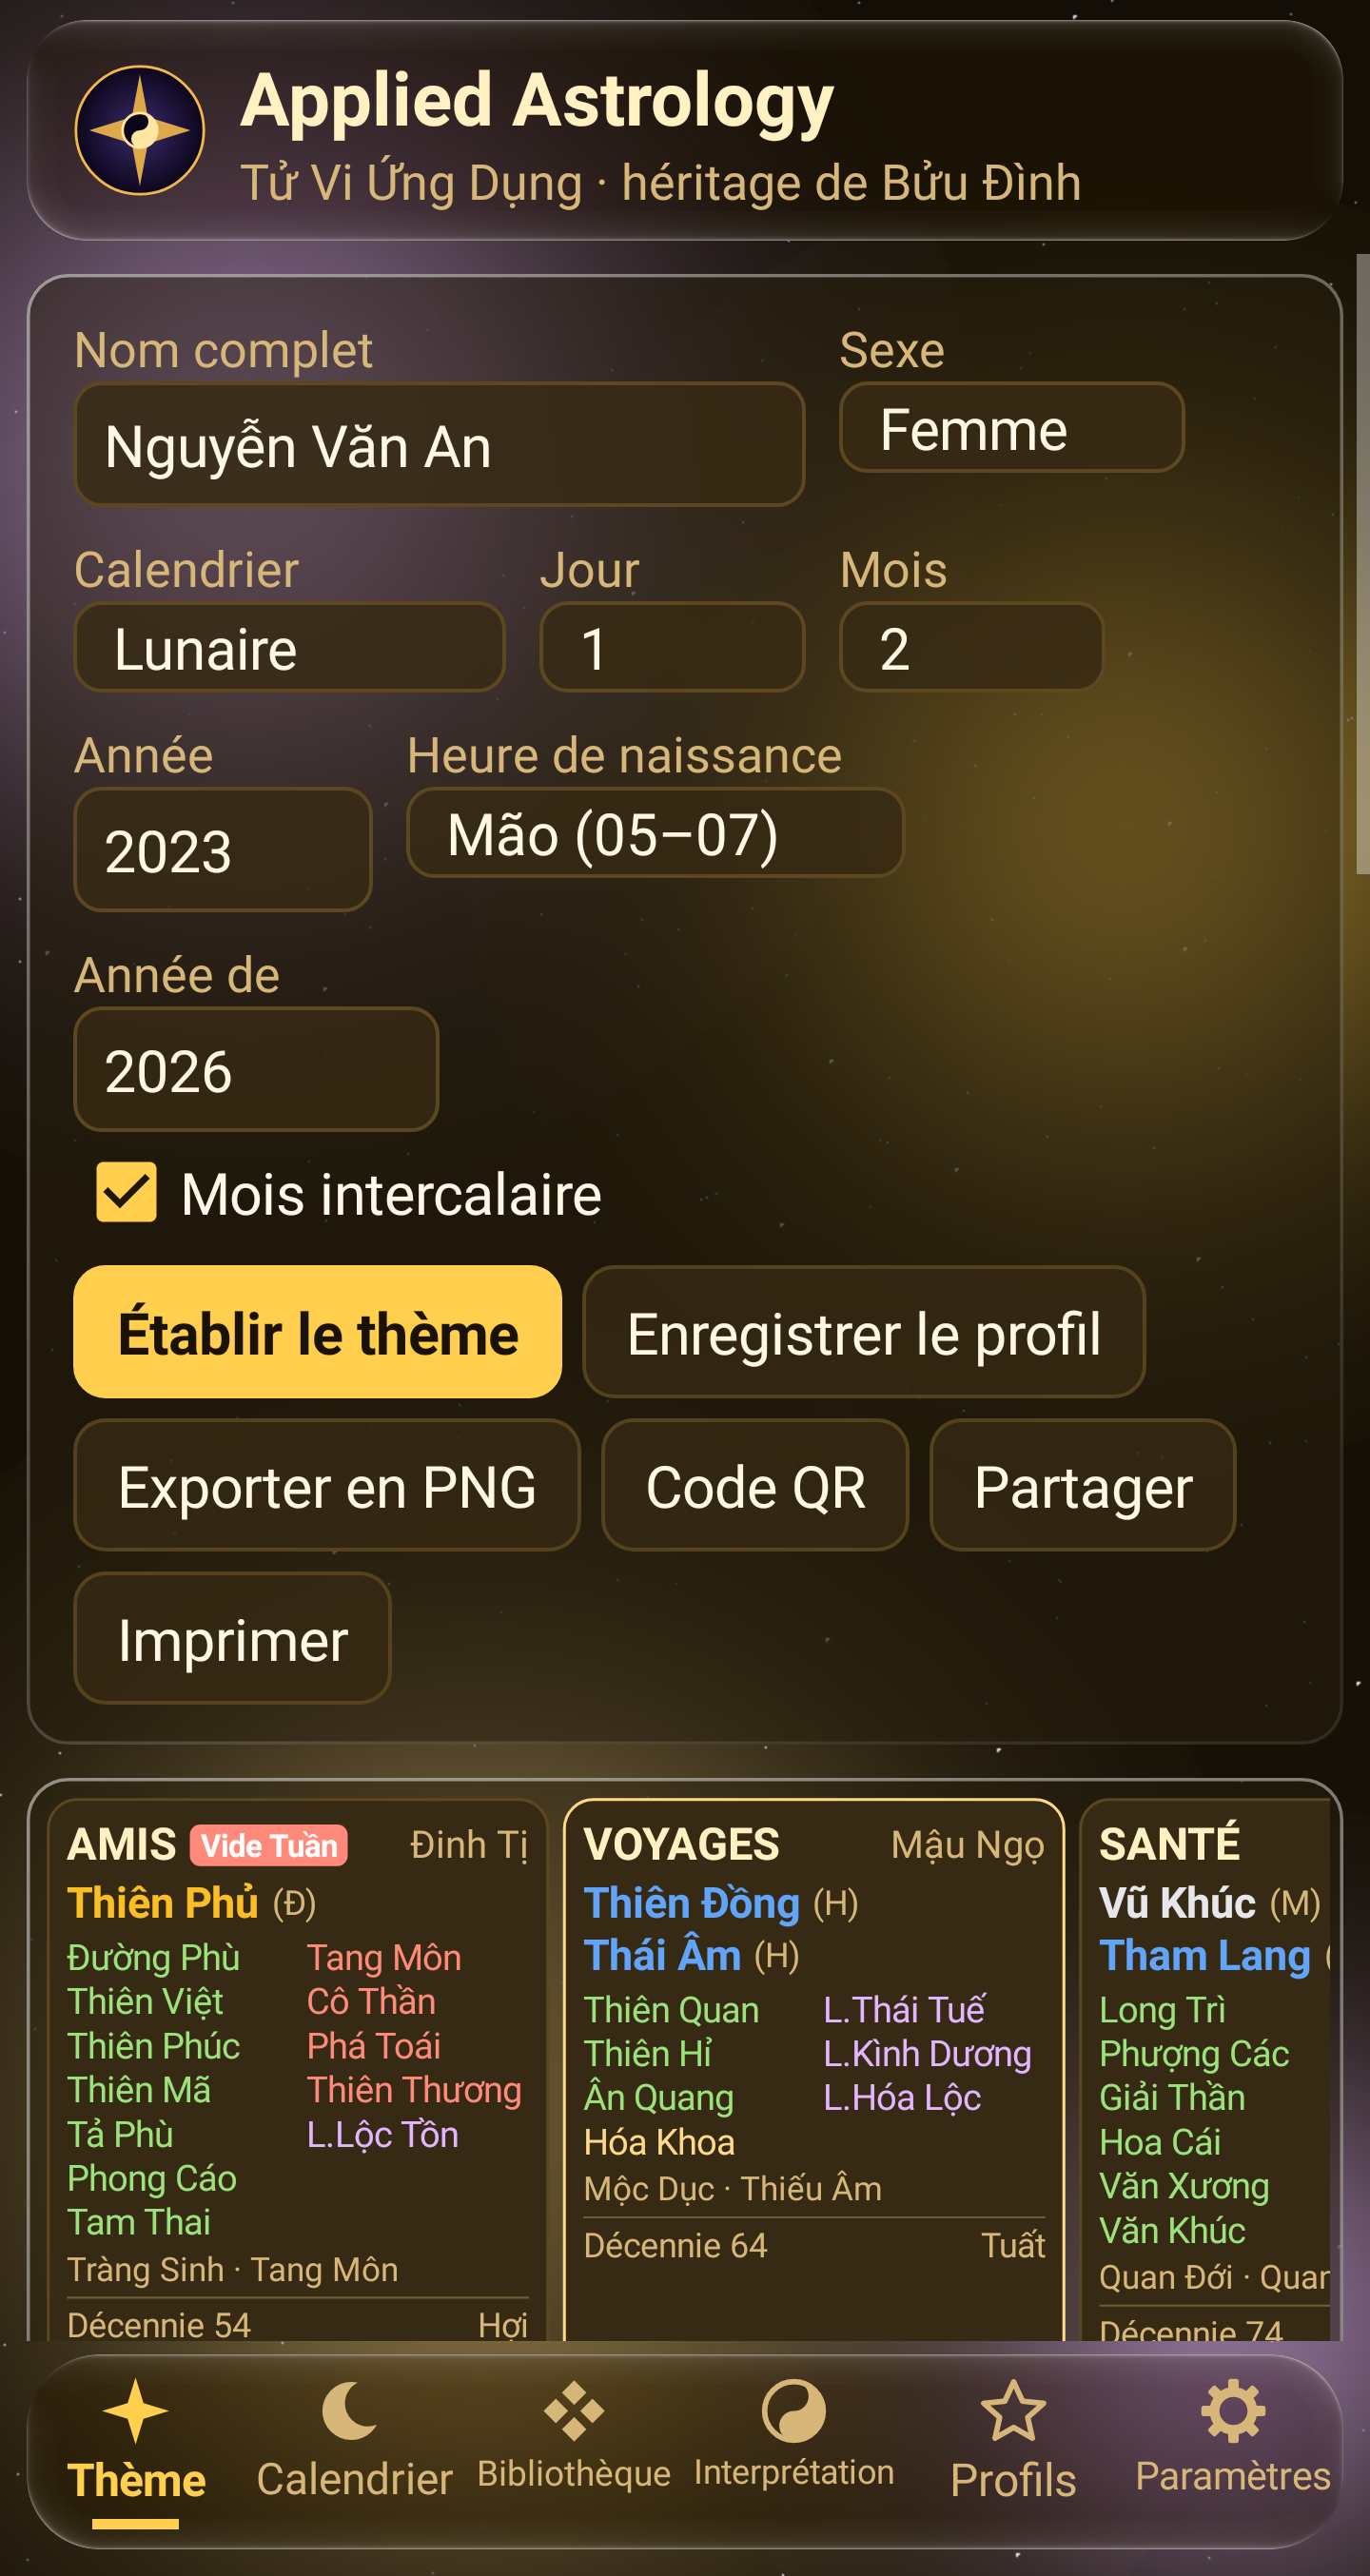 Applied Astrology
Tử Vi Ứng Dụng · héritage de Bửu Đình
Nom complet
Sexe
Nguyễn Văn An
Femme
Calendrier
Jour
Mois
Lunaire
1
2
Année
Heure de naissance
2023
Mão (05–07)
Année de
2026
Mois intercalaire
Établir le thème
Enregistrer le profil
Exporter en PNG
Code QR
Partager
Imprimer
AMIS Vide Tuần Đinh Tị
Thiên Phủ (Đ)
Đường Phù Tang Môn
Thiên Việt Cô Thần
Thiên Phúc Phá Toái
Thiên Mã Thiên Thương
Tả Phù L.Lộc Tồn
Phong Cáo
Tam Thai
Tràng Sinh · Tang Môn
Décennie 54 Hợi
VOYAGES Mậu Ngọ
Thiên Đồng (H)
Thái Âm (H)
Thiên Quan L.Thái Tuế
Thiên Hỉ L.Kình Dương
Ân Quang L.Hóa Lộc
Hóa Khoa
Mộc Dục · Thiếu Âm
Décennie 64 Tuất
SANTÉ
Vũ Khúc (M)
Tham Lang
Long Trì
Phượng Các
Giải Thần
Hoa Cái
Văn Xương
Văn Khúc
Quan Đới ·
Décennie 74
Thème
Calendrier
Bibliothèque
Interprétation
Profils
Paramètres